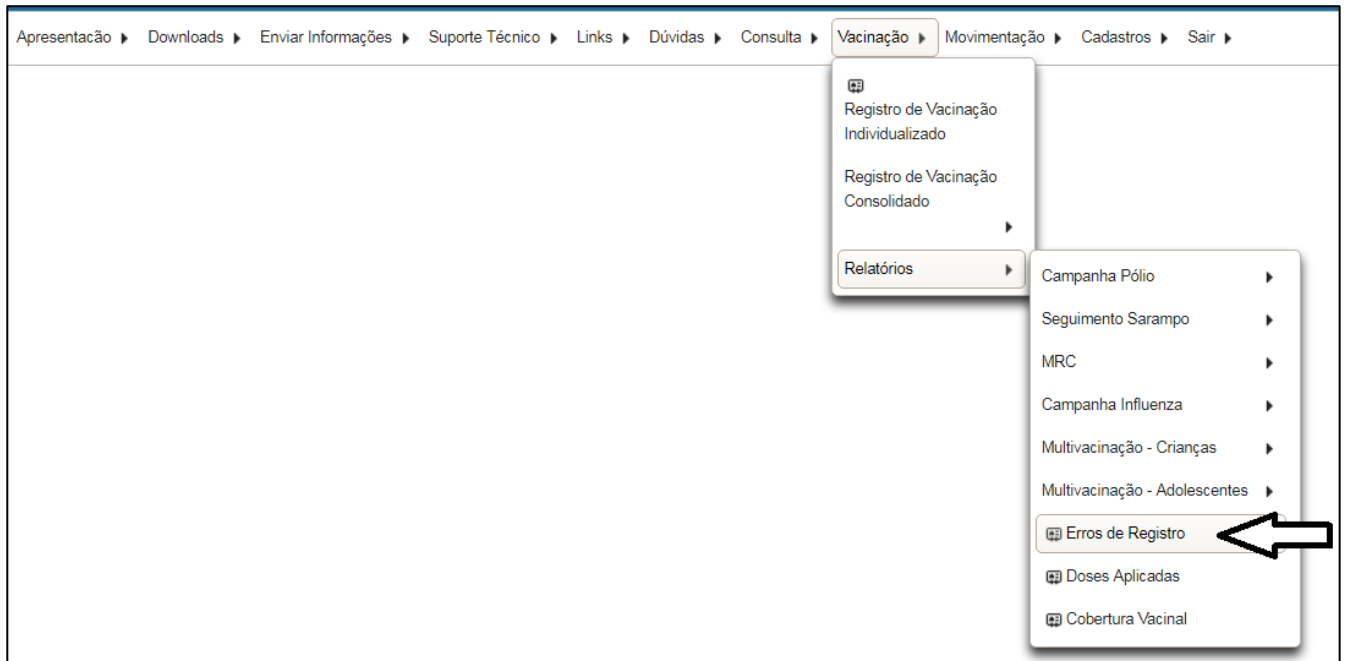 Apresentacão Downloads Enviar Informações Suporte Técnico Links Dúvidas Consulta Vacinação Movimentação Cadastros Sair
Registro de Vacinação
Individualizado
Registro de Vacinação
Consolidado
Relatórios
Campanha Pólio
Seguimento Sarampo
MRC
Campanha Influenza
Multivacinação - Crianças
Multivacinação - Adolescentes
Erros de Registro
Doses Aplicadas
Cobertura Vacinal